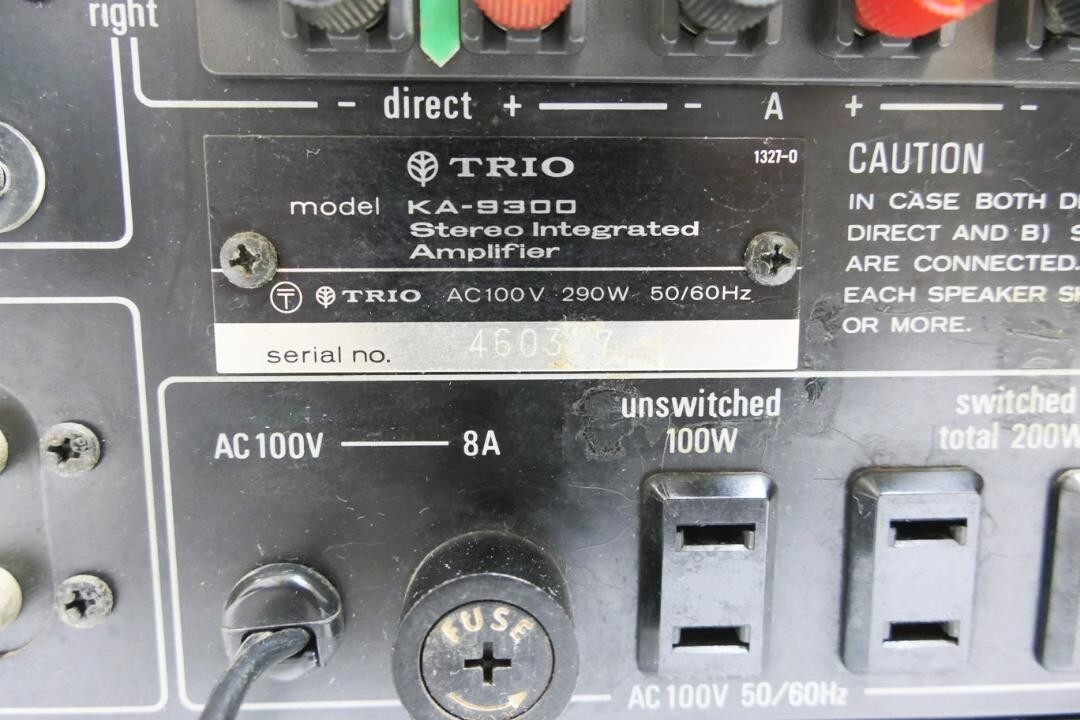 right
– direct + – A + –
TRIO
1327-0
model KA-9300
Stereo Integrated
Amplifier
T TRIO AC100V 290W 50/60Hz
serial no.
CAUTION
IN CASE BOTH
DIRECT AND B)
ARE CONNECTED.
EACH SPEAKER
OR MORE.
AC100V 8A
unswitched
100W
switched
total 200W
FUSE
AC100V 50/60Hz